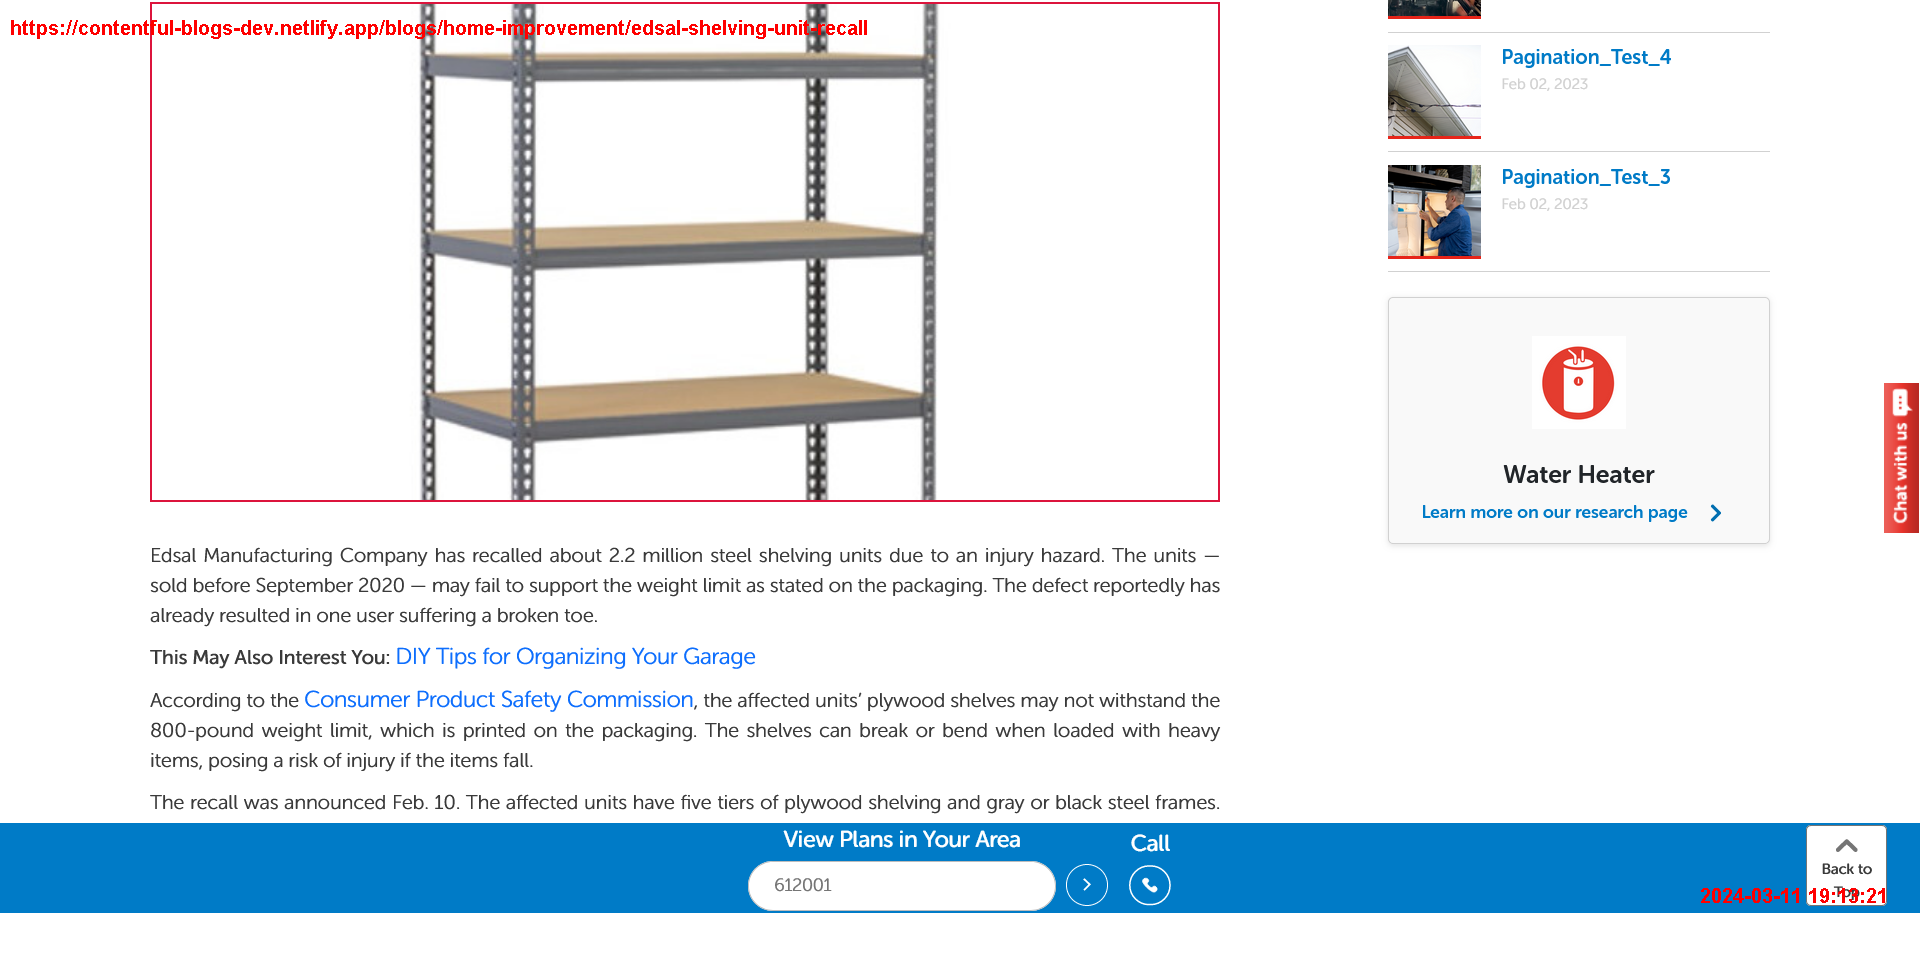 https://contentful-blogs-dev.netlify.app/blogs/home-improvement/edsal-shelving-unit-recall
Pagination_Test_4
Feb 02, 2023
Pagination_Test_3
Feb 02, 2023
Water Heater
Learn more on our research page
Chat with us
Edsal Manufacturing Company has recalled about 2.2 million steel shelving units due to an injury hazard. The units —
sold before September 2020 — may fail to support the weight limit as stated on the packaging. The defect reportedly has
already resulted in one user suffering a broken toe.
This May Also Interest You: DIY Tips for Organizing Your Garage
According to the Consumer Product Safety Commission, the affected units’ plywood shelves may not withstand the
800-pound weight limit, which is printed on the packaging. The shelves can break or bend when loaded with heavy
items, posing a risk of injury if the items fall.
The recall was announced Feb. 10. The affected units have five tiers of plywood shelving and gray or black steel frames.
View Plans in Your Area
612001
Call
Back to
Top
2024-03-11 19:13:21